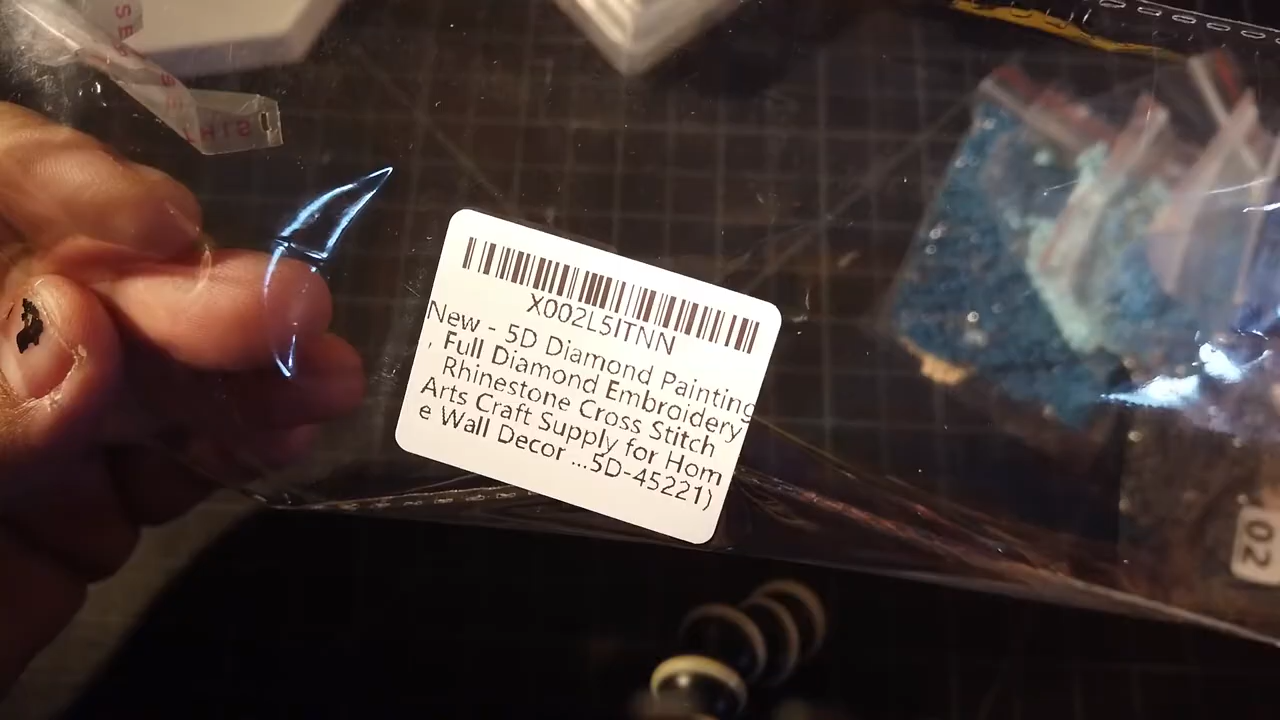 X002L5ITNN
New - 5D Diamond Painting
, Full Diamond Embroidery
Rhinestone Cross Stitch
Arts Craft Supply for Hom
e Wall Decor ...5D-45221)
02